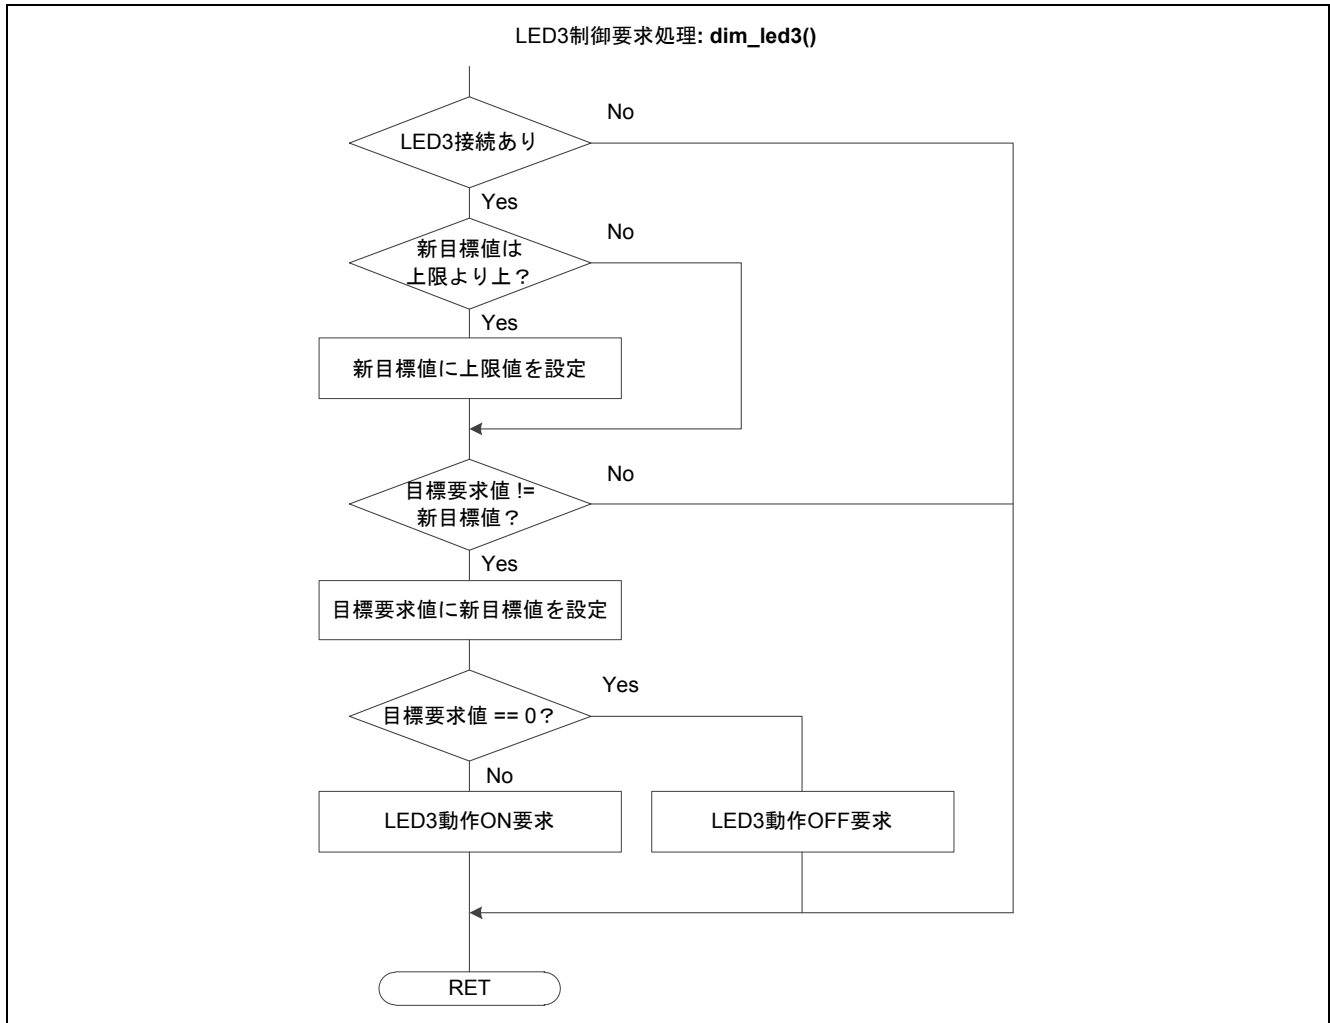 LED3制御要求処理: dim_led3()
No
LED3接続あり
Yes
No
新目標値は
上限より上？
Yes
新目標値に上限値を設定
No
目標要求値 !=
新目標値？
Yes
目標要求値に新目標値を設定
Yes
目標要求値 == 0？
No
LED3動作ON要求
LED3動作OFF要求
RET